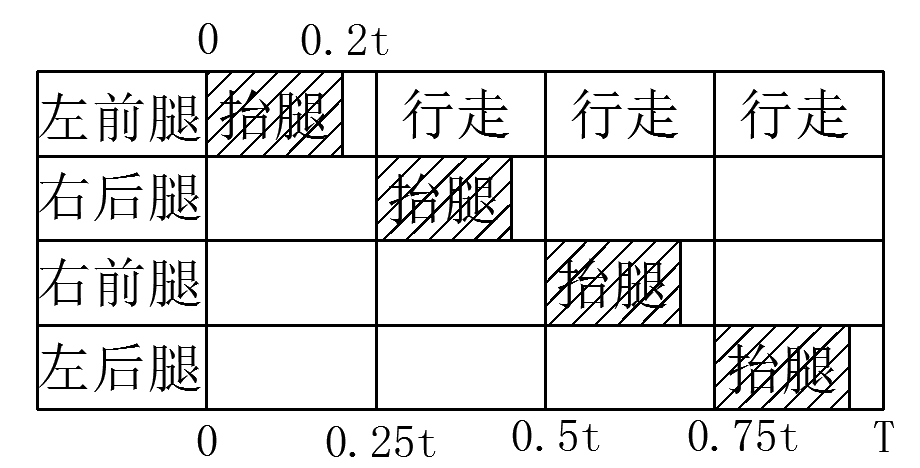 0 0.2t
左前腿 抬腿 行走 行走 行走
右后腿 抬腿
右前腿 抬腿
左后腿 抬腿
0 0.25t 0.5t 0.75t T